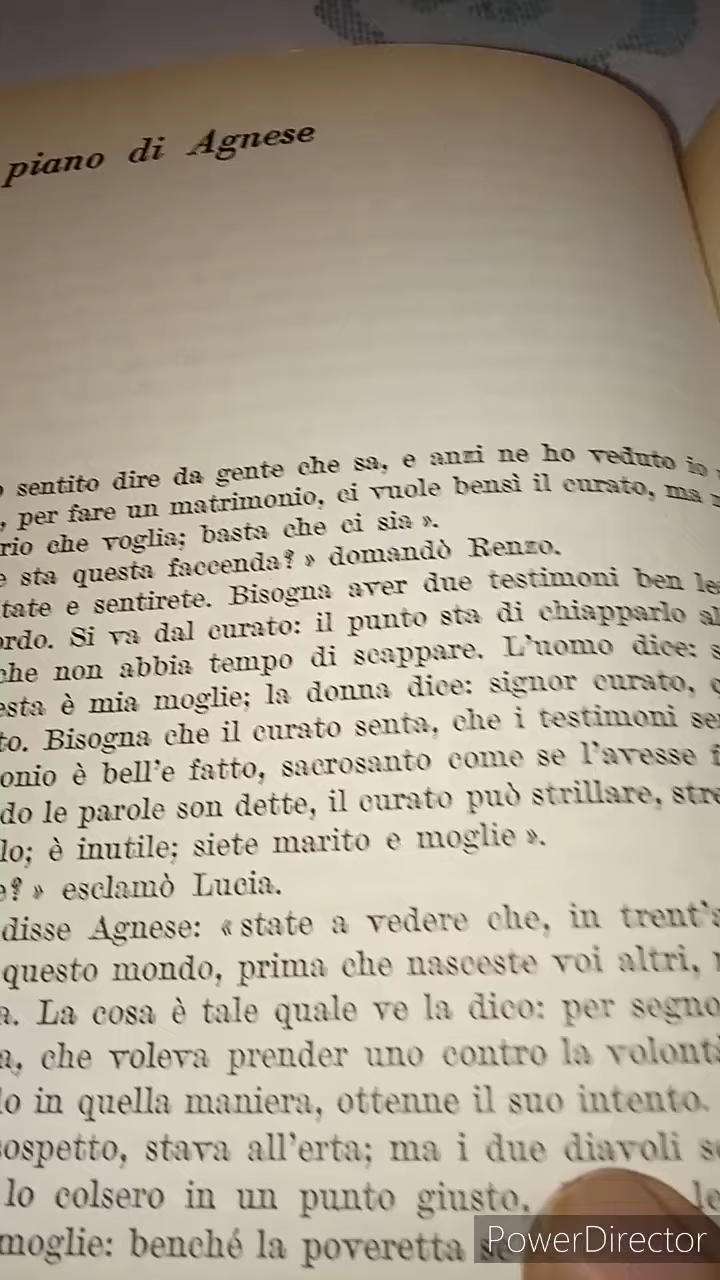 piano di Agnese
sentito dire da gente che sa, e anzi ne ho veduto io
, per fare un matrimonio, ci vuole bensì il curato, ma
rio che voglia; basta che ci sia ».
e sta questa faccenda? » domandò Renzo.
tate e sentirete. Bisogna aver due testimoni ben le
ordo. Si va dal curato: il punto sta di chiapparlo al
che non abbia tempo di scappare. L'uomo dice: s
esta è mia moglie; la donna dice: signor curato,
to. Bisogna che il curato senta, che i testimoni se
onio è bell'e fatto, sacrosanto come se l'avesse f
do le parole son dette, il curato può strillare, stre
lo; è inutile; siete marito e moglie ».
e? » esclamò Lucia.
disse Agnese: « state a vedere che, in trent'a
questo mondo, prima che nasceste voi altri,
a. La cosa è tale quale ve la dico: per segno
a, che voleva prender uno contro la volontà
lo in quella maniera, ottenne il suo intento.
sospetto, stava all'erta; ma i due diavoli s
lo colsero in un punto giusto, le
moglie: benché la poveretta se
PowerDirector